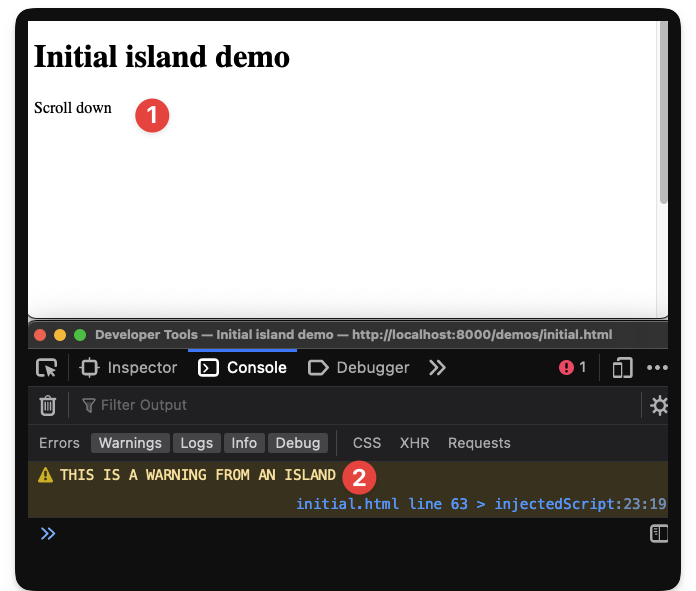 Initial island demo
Scroll down
1
Developer Tools — Initial island demo — http://localhost:8000/demos/initial.html
Inspector Console Debugger 1
Filter Output
Errors Warnings Logs Info Debug CSS XHR Requests
THIS IS A WARNING FROM AN ISLAND 2
initial.html line 63 > injectedScript:23:19